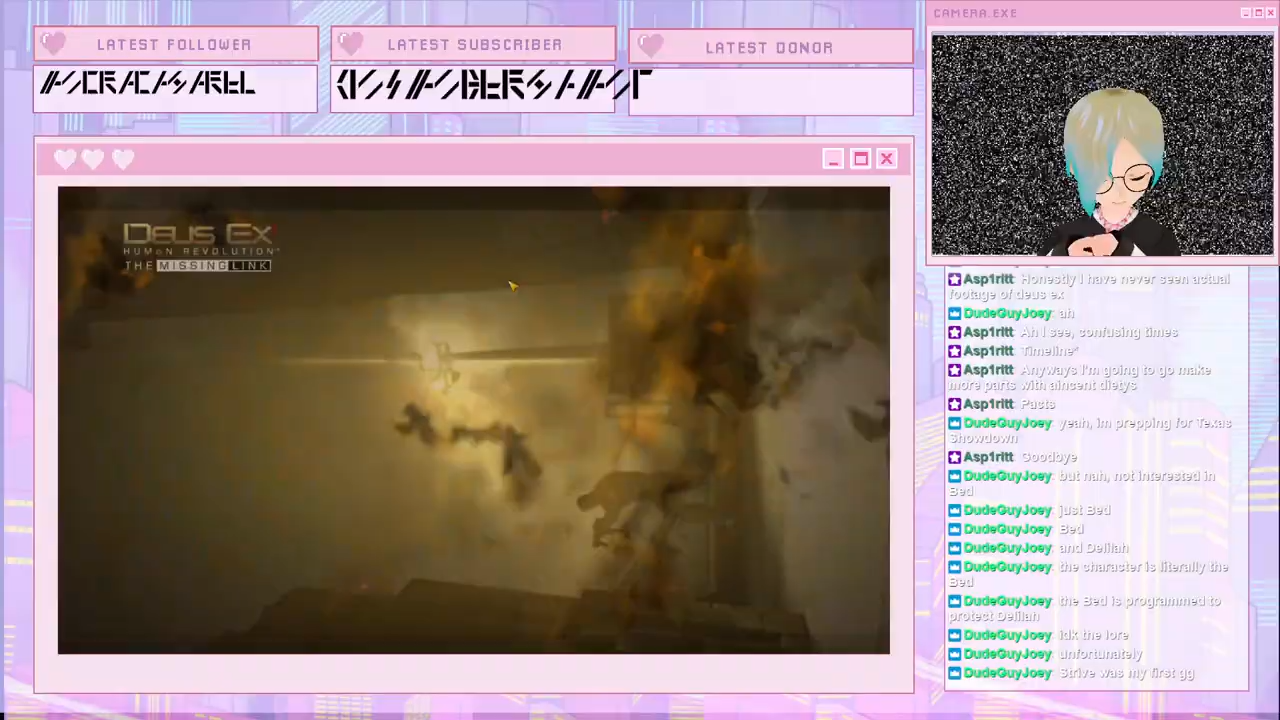 LATEST FOLLOWER
LATEST SUBSCRIBER
LATEST DONOR
CAMERA.EXE
DEUS EX
HUMAN REVOLUTION
THE MISSING LINK
Asp1ritt Honestly I have never seen actual
footage of deus ex
DudeGuyJoey: ah
Asp1ritt Ah I see, confusing times
Asp1ritt Timeline*
Asp1ritt Anyways I'm going to go make
more parts with aincent dietys
Asp1ritt Pacts
DudeGuyJoey: yeah, im prepping for Texas
Showdown
Asp1ritt Goodbye
DudeGuyJoey: but nah, not interested in
Bed
DudeGuyJoey: just Bed
DudeGuyJoey: Bed
DudeGuyJoey: and Delilah
DudeGuyJoey: the character is literally the
Bed
DudeGuyJoey: the Bed is programmed to
protect Delilah
DudeGuyJoey: idk the lore
DudeGuyJoey: unfortunately
DudeGuyJoey: Strive was my first gg